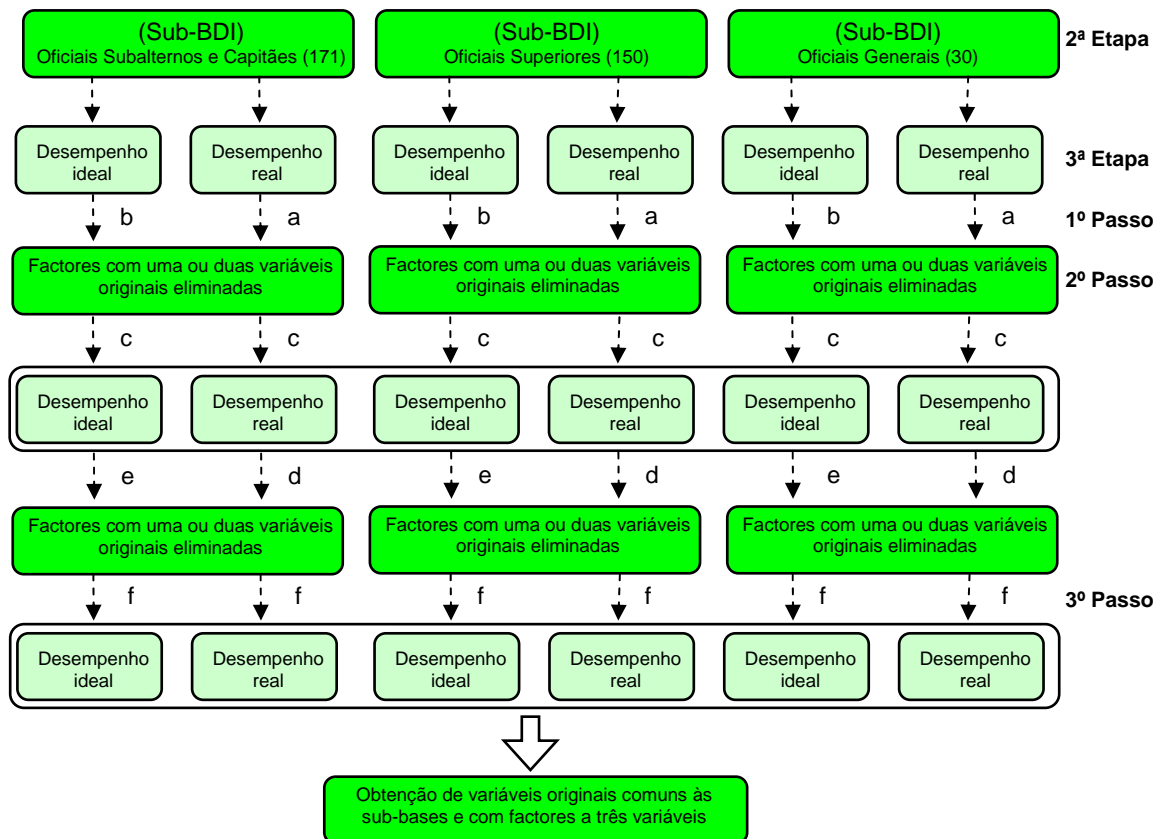 (Sub-BDI)
Oficiais Subalternos e Capitães (171)
(Sub-BDI)
Oficiais Superiores (150)
(Sub-BDI)
Oficiais Generais (30)
2ª Etapa
Desempenho
ideal
Desempenho
real
Desempenho
ideal
Desempenho
real
Desempenho
ideal
Desempenho
real
3ª Etapa
b
a
b
a
b
a
1º Passo
Factores com uma ou duas variáveis
originais eliminadas
Factores com uma ou duas variáveis
originais eliminadas
Factores com uma ou duas variáveis
originais eliminadas
2º Passo
c
c
c
c
c
c
Desempenho
ideal
Desempenho
real
Desempenho
ideal
Desempenho
real
Desempenho
ideal
Desempenho
real
e
d
e
d
e
d
Factores com uma ou duas variáveis
originais eliminadas
Factores com uma ou duas variáveis
originais eliminadas
Factores com uma ou duas variáveis
originais eliminadas
f
f
f
f
f
f
3º Passo
Desempenho
ideal
Desempenho
real
Desempenho
ideal
Desempenho
real
Desempenho
ideal
Desempenho
real
Obtenção de variáveis originais comuns às
sub-bases e com factores a três variáveis